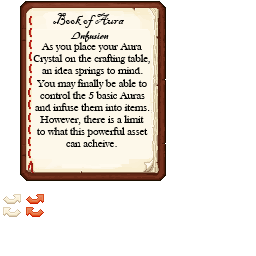 Book of Aura
Infusion
As you place your Aura
Crystal on the crafting table,
an idea springs to mind.
You may finally be able to
control the 5 basic Auras
and infuse them into items.
However, there is a limit
to what this powerful asset
can acheive.